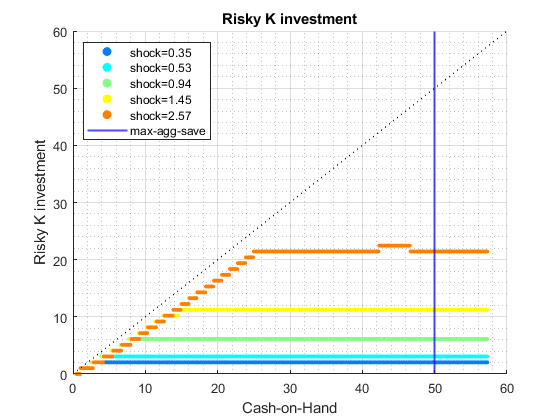 Risky K investment
60
50
40
30
20
10
0
Risky K investment
shock=0.35
shock=0.53
shock=0.94
shock=1.45
shock=2.57
max-agg-save
0 10 20 30 40 50 60
Cash-on-Hand